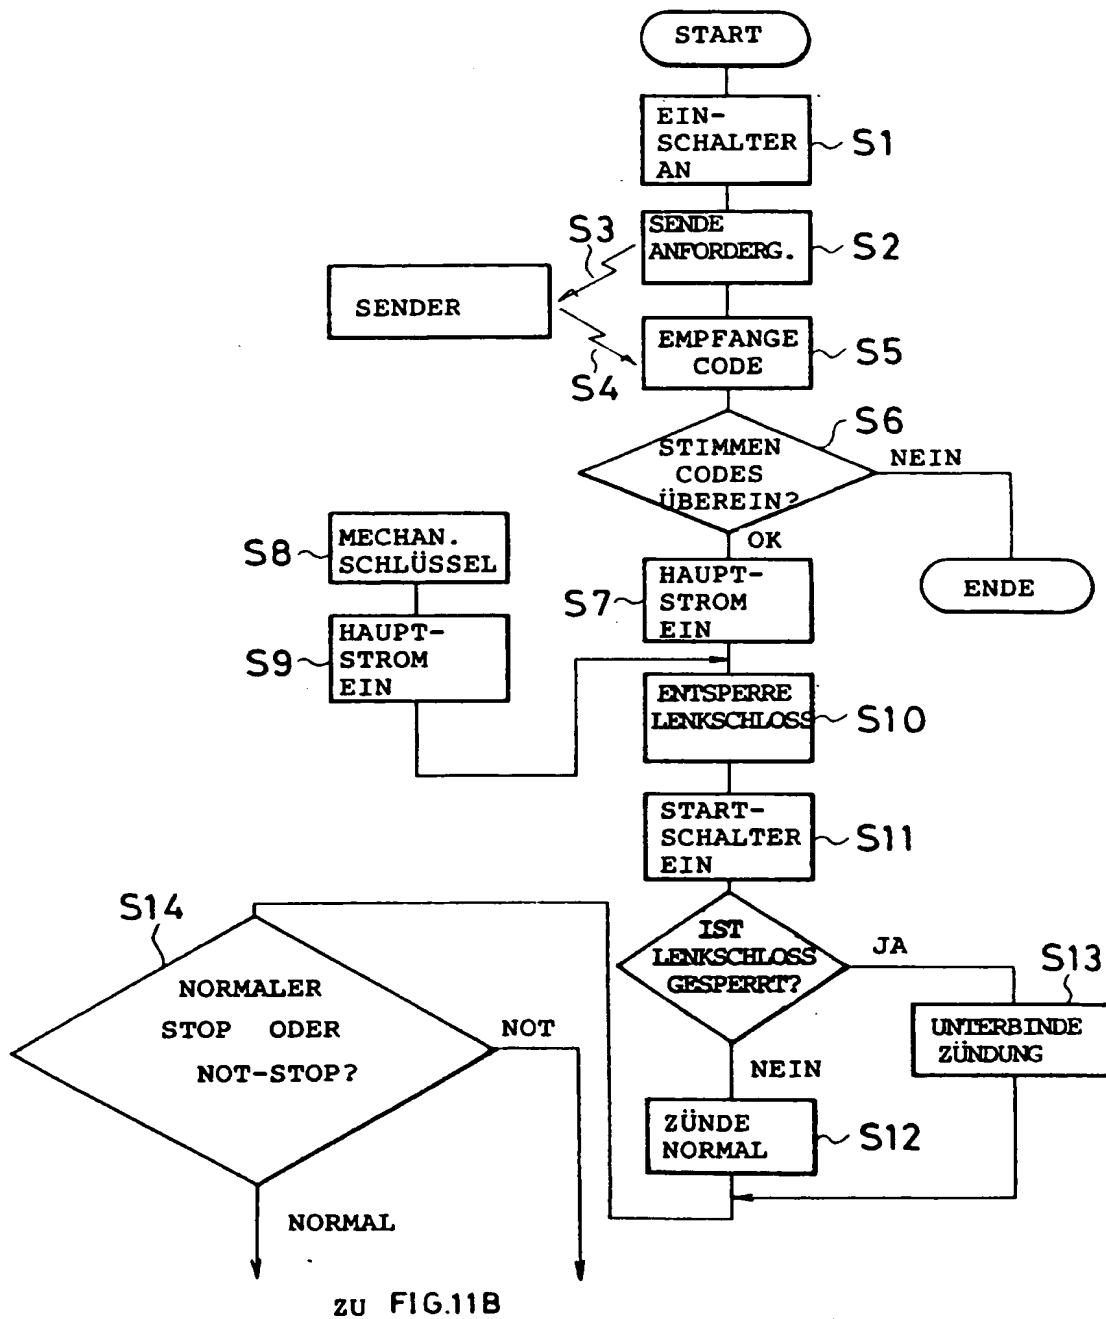 START
EIN-
SCHALTER
AN
S1
S3
SENDE
ANFORDERG.
S2
SENDER
EMPFANGE
CODE
S5
S4
S6
STIMMEN
CODES
ÜBEREIN?
NEIN
OK
ENDE
S8
MECHAN.
SCHLÜSSEL
S7
HAUPT-
STROM
EIN
S9
HAUPT-
STROM
EIN
ENTSPERRE
LENKSCHLOSS
S10
START-
SCHALTER
EIN
S11
S14
IST
LENKSCHLOSS
GESPERRT?
JA
S13
NORMALER
STOP ODER
NOT-STOP?
NOT
UNTERBINDE
ZÜNDUNG
NEIN
ZÜNDE
NORMAL
S12
NORMAL
ZU FIG.11B